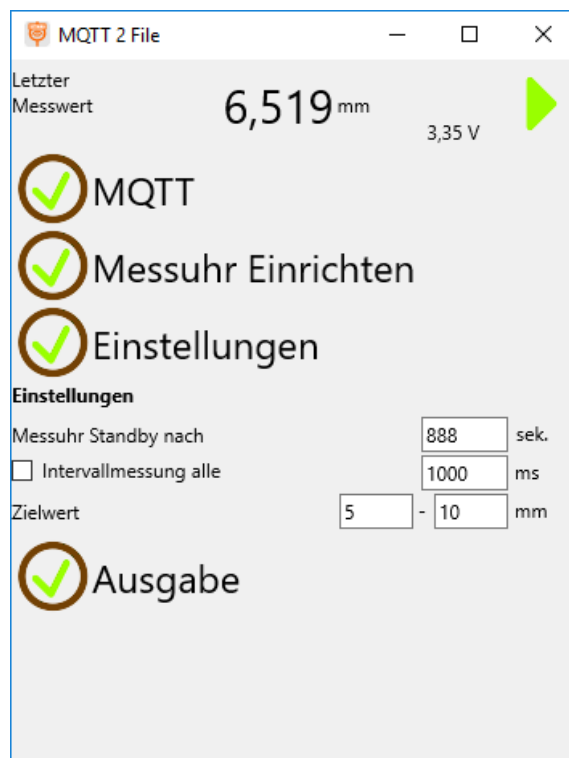 MQTT 2 File
Letzter
Messwert
6,519 mm
3,35 V
MQTT
Messuhr Einrichten
Einstellungen
Einstellungen
Messuhr Standby nach 888 sek.
Intervallmessung alle 1000 ms
Zielwert 5 - 10 mm
Ausgabe